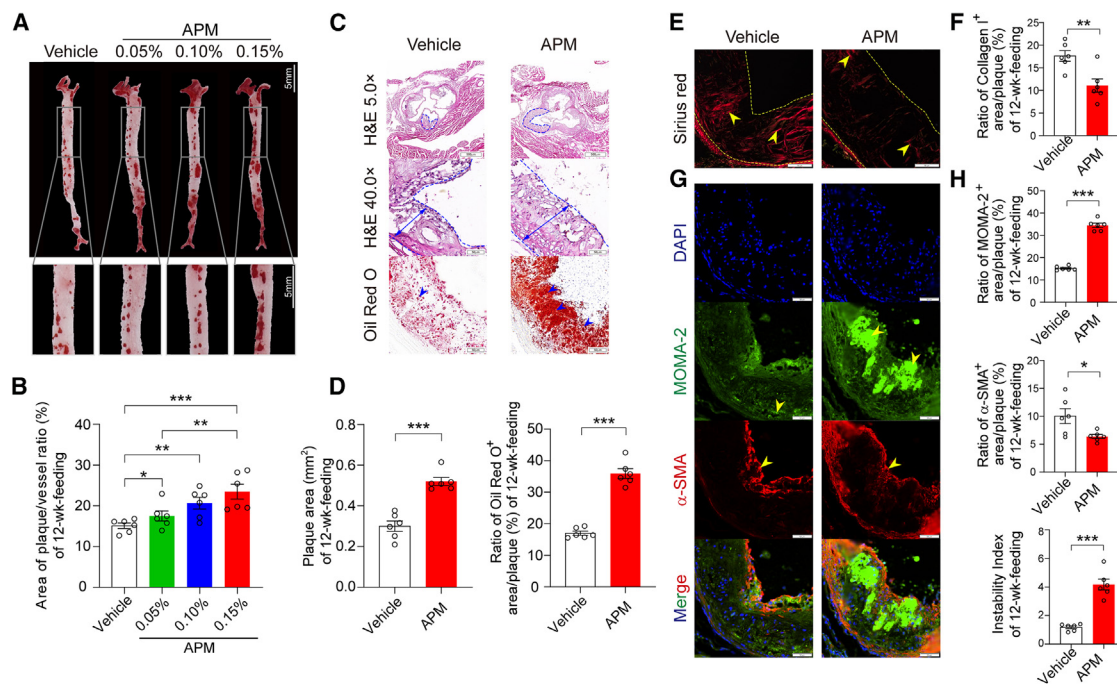 A
APM
Vehicle 0.05% 0.10% 0.15%
5mm
5mm
B
Area of plaque/vessel ratio (%)
of 12-wk-feeding
40
30
20
10
0
***
**
**
*
Vehicle
0.05%
0.10%
0.15%
APM
C
Vehicle APM
H&E 5.0×
H&E 40.0×
Oil Red O
D
Plaque area (mm²)
of 12-wk-feeding
0.8
0.6
0.4
0.2
0.0
***
Vehicle
APM
Ratio of Oil Red O⁺
area/plaque (%) of 12-wk-feeding
60
40
20
0
***
Vehicle
APM
E
Vehicle APM
Sirius red
F
Ratio of Collagen I⁺
area/plaque (%)
of 12-wk-feeding
25
20
15
10
5
0
**
Vehicle
APM
G
DAPI
MOMA-2
α-SMA
Merge
H
Ratio of MOMA-2⁺
area/plaque (%)
of 12-wk-feeding
50
40
30
20
10
0
***
Vehicle
APM
Ratio of α-SMA⁺
area/plaque (%)
of 12-wk-feeding
20
15
10
5
0
*
Vehicle
APM
Instability Index
of 12-wk-feeding
8
6
4
2
0
***
Vehicle
APM